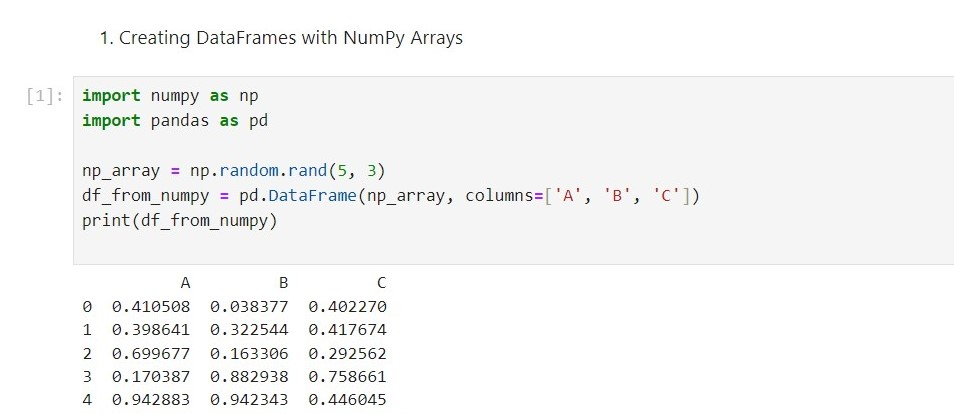 1. Creating DataFrames with NumPy Arrays
[1]: import numpy as np
import pandas as pd
np_array = np.random.rand(5, 3)
df_from_numpy = pd.DataFrame(np_array, columns=['A', 'B', 'C'])
print(df_from_numpy)
A B C
0 0.410508 0.038377 0.402270
1 0.398641 0.322544 0.417674
2 0.699677 0.163306 0.292562
3 0.170387 0.882938 0.758661
4 0.942883 0.942343 0.446045